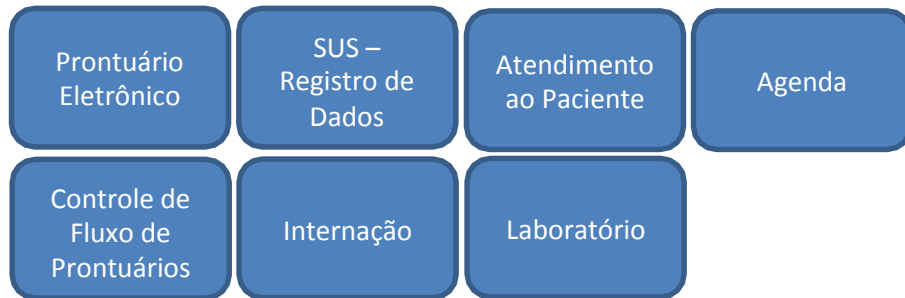 Prontuário
Eletrônico
SUS –
Registro de
Dados
Atendimento
ao Paciente
Agenda
Controle de
Fluxo de
Prontuários
Internação
Laboratório